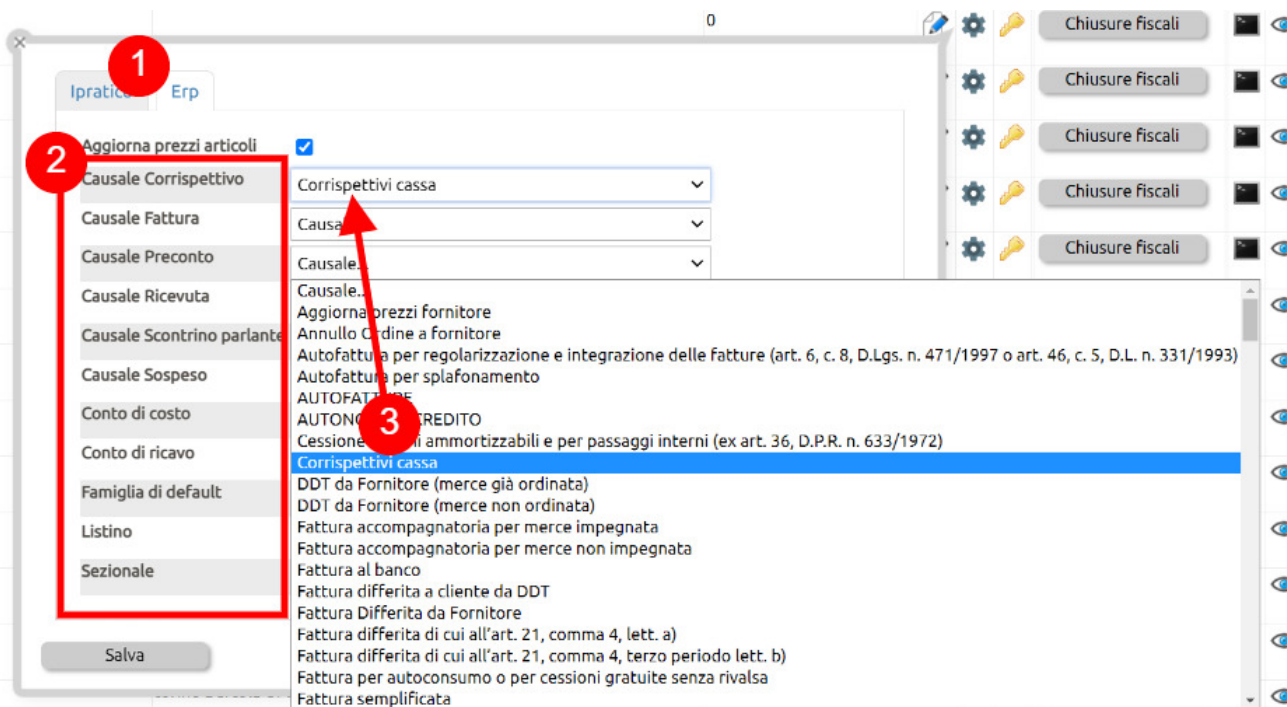 0
Chiusure fiscali
1
Ipratico Erp
Chiusure fiscali
Aggiorna prezzi articoli
Chiusure fiscali
2
Causale Corrispettivo
Corrispettivi cassa
Chiusure fiscali
Causale Fattura
Causale Preconto
Causale...
Chiusure fiscali
Causale Ricevuta
Causale Scontrino parlante
Causale Sospeso
Conto di costo
Conto di ricavo
Famiglia di default
Listino
Sezionale
Salva
Causale...
Aggiorna prezzi fornitore
Annullo Ordine a fornitore
Autofattura per regolarizzazione e integrazione delle fatture (art. 6, c. 8, D.Lgs. n. 471/1997 o art. 46, c. 5, D.L. n. 331/1993)
Autofattura per splafonamento
AUTOFATTURE
3
Cessione ammortizzabili e per passaggi interni (ex art. 36, D.P.R. n. 633/1972)
Corrispettivi cassa
DDT da Fornitore (merce già ordinata)
DDT da Fornitore (merce non ordinata)
Fattura accompagnatoria per merce impegnata
Fattura accompagnatoria per merce non impegnata
Fattura al banco
Fattura differita a cliente da DDT
Fattura Differita da Fornitore
Fattura differita di cui all'art. 21, comma 4, lett. a)
Fattura differita di cui all'art. 21, comma 4, terzo periodo lett. b)
Fattura per autoconsumo o per cessioni gratuite senza rivalsa
Fattura semplificata